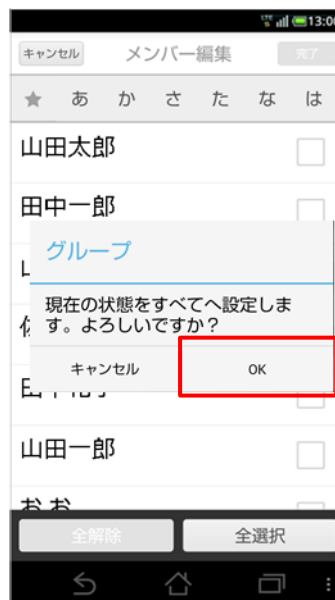 LTE 13:00
キャンセル メンバー編集 完了
★ あ か さ た な は
山田太郎
田中一郎
グループ
現在の状態をすべてへ設定しま
す。よろしいですか？
キャンセル OK
山田一郎
おお
全解除 全選択